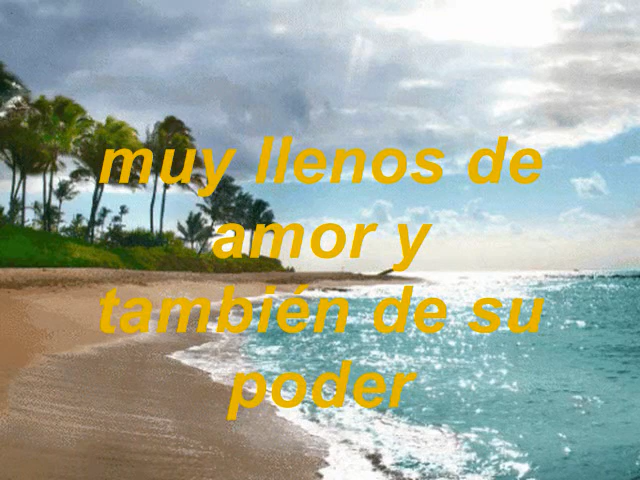 muy llenos de
amor y
también de su
poder